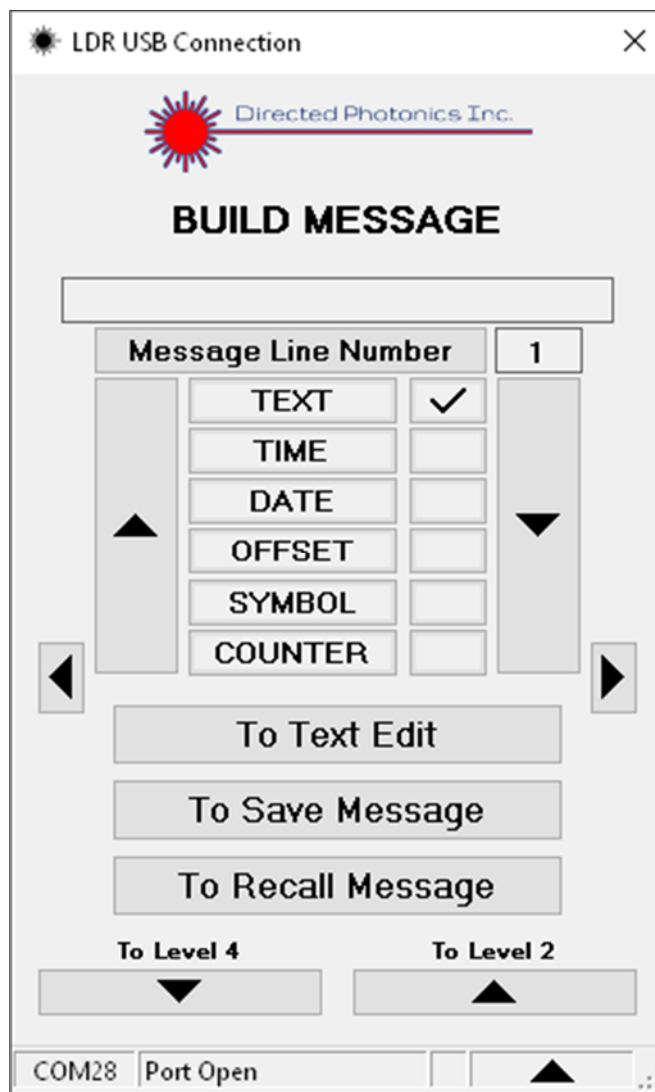 LDR USB Connection
Directed Photonics Inc.
BUILD MESSAGE
Message Line Number 1
TEXT
TIME
DATE
OFFSET
SYMBOL
COUNTER
To Text Edit
To Save Message
To Recall Message
To Level 4 To Level 2
COM28 Port Open